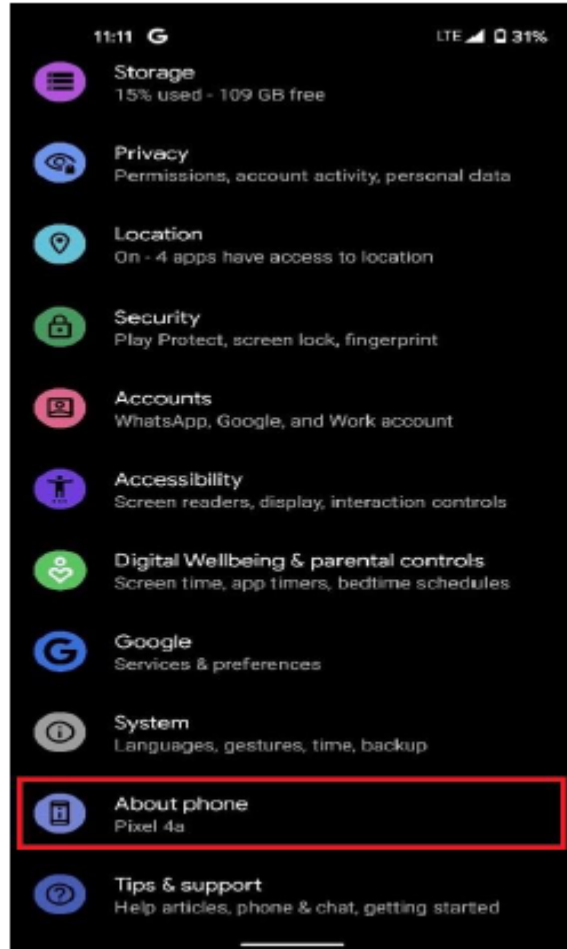 11:11 G LTE 31%
Storage
15% used - 109 GB free
Privacy
Permissions, account activity, personal data
Location
On - 4 apps have access to location
Security
Play Protect, screen lock, fingerprint
Accounts
WhatsApp, Google, and Work account
Accessibility
Screen readers, display, interaction controls
Digital Wellbeing & parental controls
Screen time, app timers, bedtime schedules
G
Google
Services & preferences
System
Languages, gestures, time, backup
About phone
Pixel 4a
Tips & support
Help articles, phone & chat, getting started